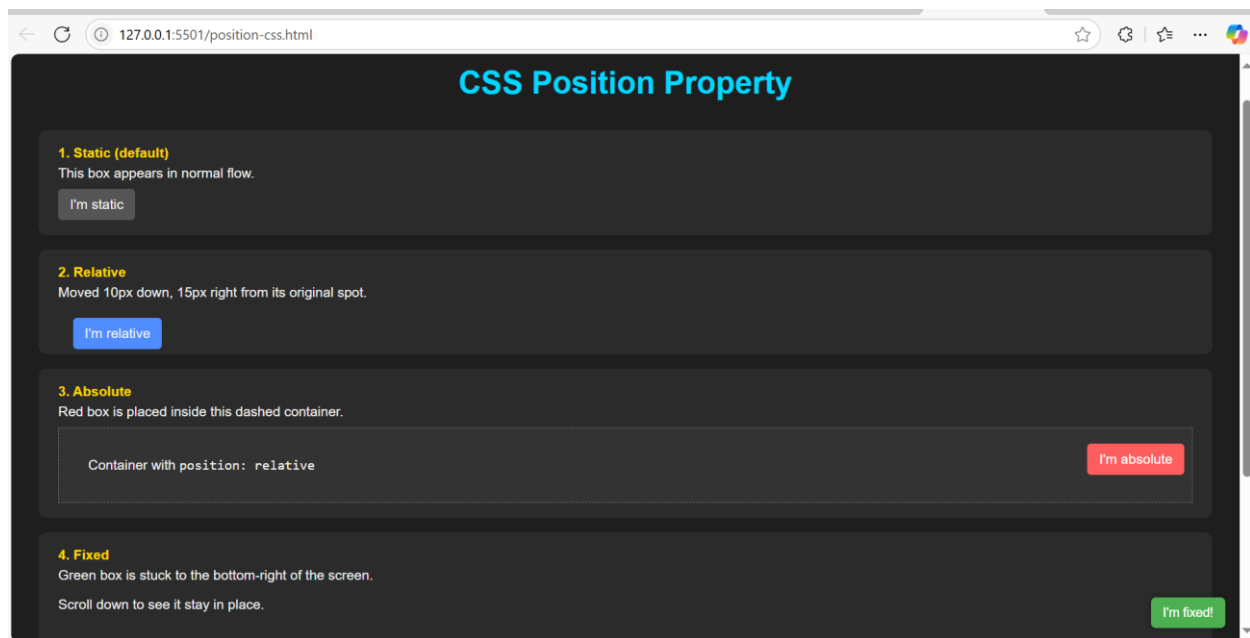 127.0.0.1:5501/position-css.html
CSS Position Property
1. Static (default)
This box appears in normal flow.
I'm static
2. Relative
Moved 10px down, 15px right from its original spot.
I'm relative
3. Absolute
Red box is placed inside this dashed container.
Container with position: relative
I'm absolute
4. Fixed
Green box is stuck to the bottom-right of the screen.
Scroll down to see it stay in place.
I'm fixed!